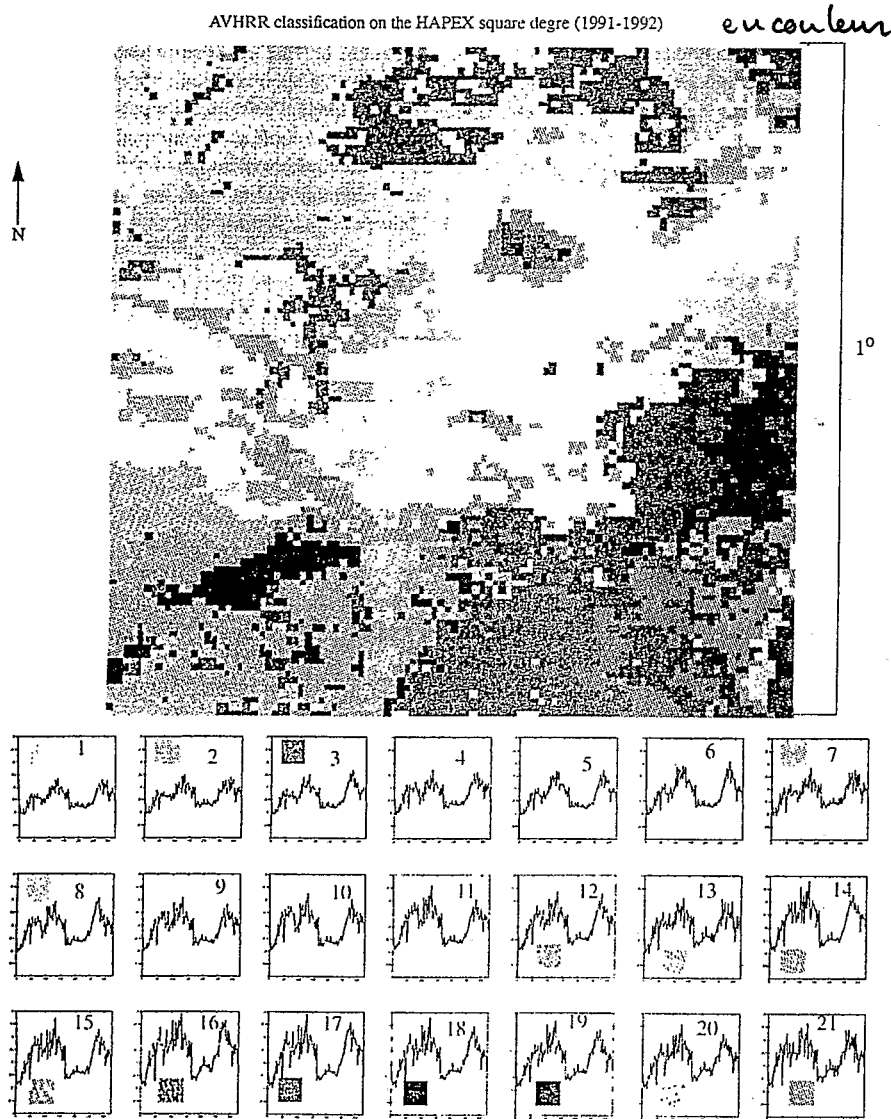 AVHRR classification on the HAPEX square degre (1991-1992)
en couleur
N
1°
1 2 3 4 5 6 7
8 9 10 11 12 13 14
15 16 17 18 19 20 21